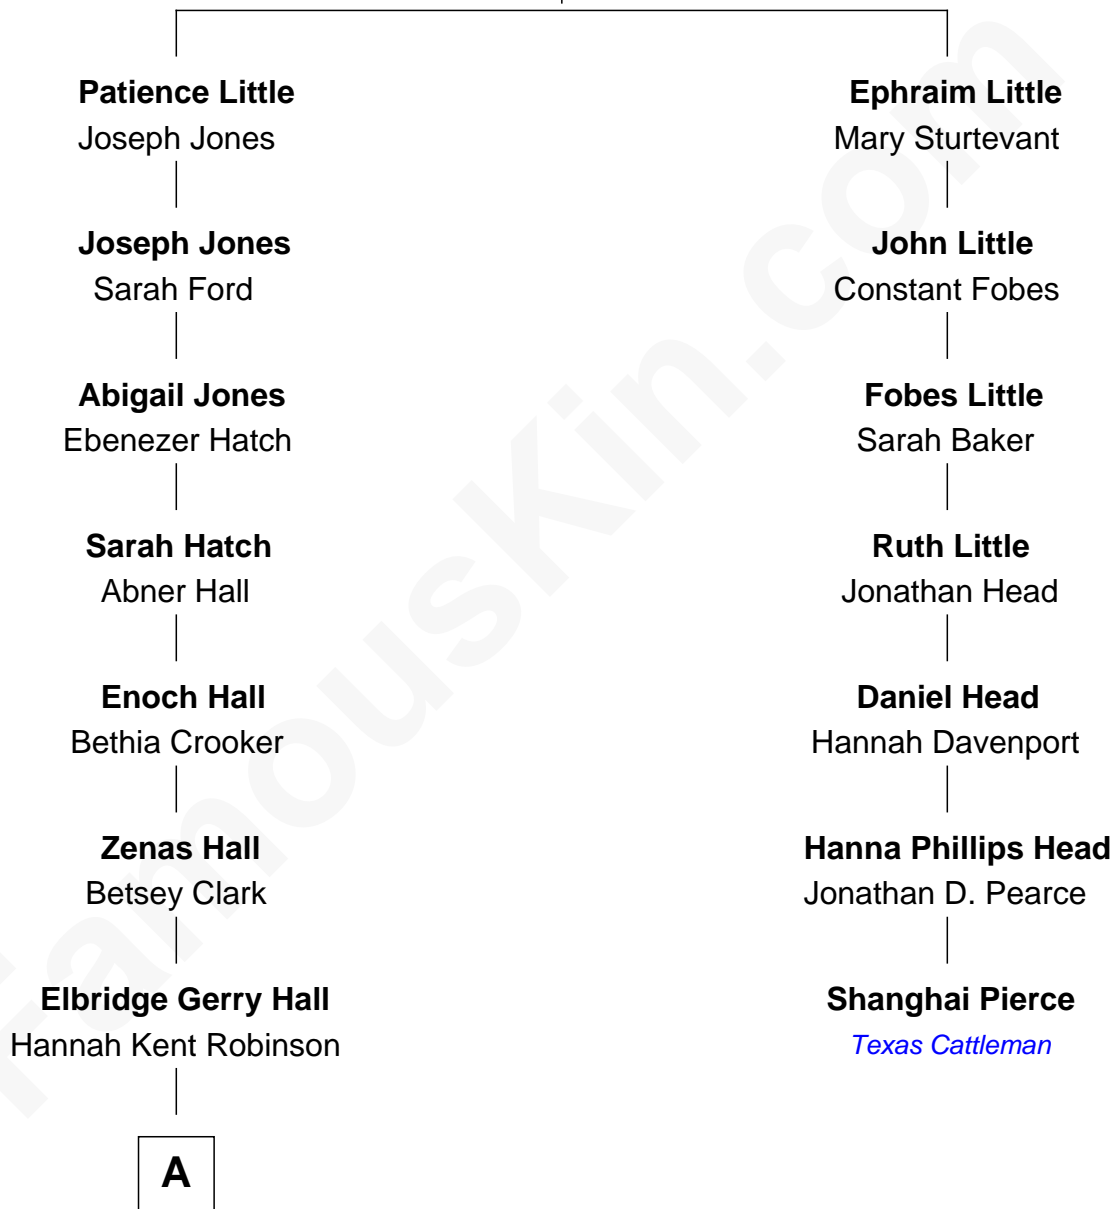 Patience Little
Joseph Jones
Joseph Jones
Sarah Ford
Abigail Jones
Ebenezer Hatch
Sarah Hatch
Abner Hall
Enoch Hall
Bethia Crooker
Zenas Hall
Betsey Clark
Elbridge Gerry Hall
Hannah Kent Robinson
A
Ephraim Little
Mary Sturtevant
John Little
Constant Fobes
Fobes Little
Sarah Baker
Ruth Little
Jonathan Head
Daniel Head
Hannah Davenport
Hanna Phillips Head
Jonathan D. Pearce
Shanghai Pierce
Texas Cattleman
FamousKin.com